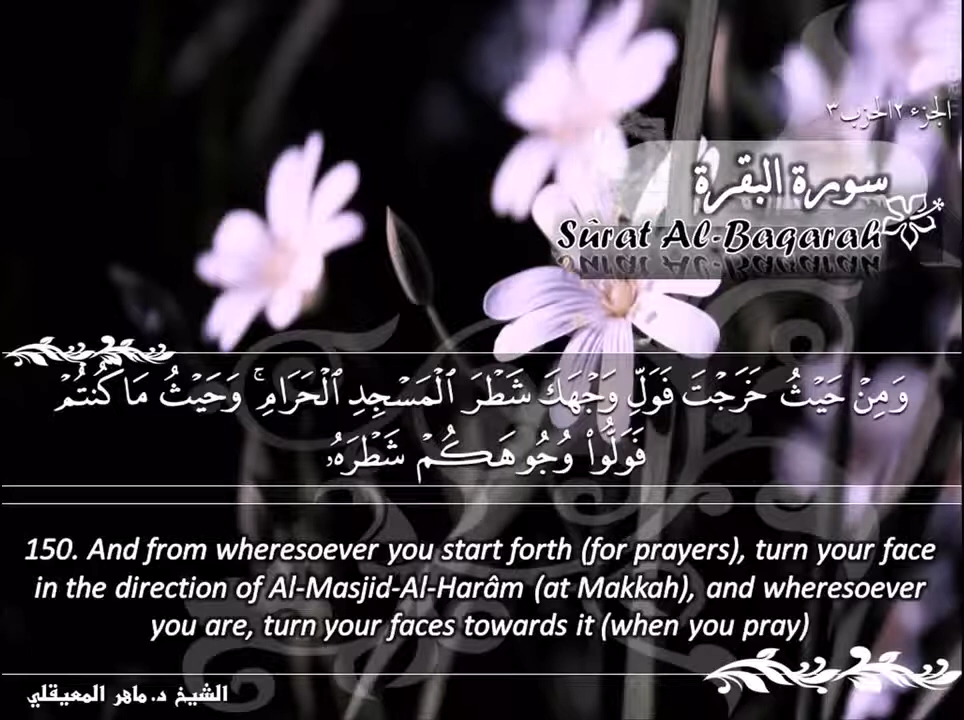 الجزء ٢ الحزب ٣
سورة البقرة
Sûrat Al-Baqarah
وَمِنْ حَيْثُ خَرَجْتَ فَوَلِّ وَجْهَكَ شَطْرَ ٱلْمَسْجِدِ ٱلْحَرَامِ ۚ وَحَيْثُ مَا كُنتُمْ
فَوَلُّوا۟ وُجُوهَكُمْ شَطْرَهُۥ
150. And from wheresoever you start forth (for prayers), turn your face
in the direction of Al-Masjid-Al-Harâm (at Makkah), and wheresoever
you are, turn your faces towards it (when you pray)
الشيخ د. ماهر المعيقلي